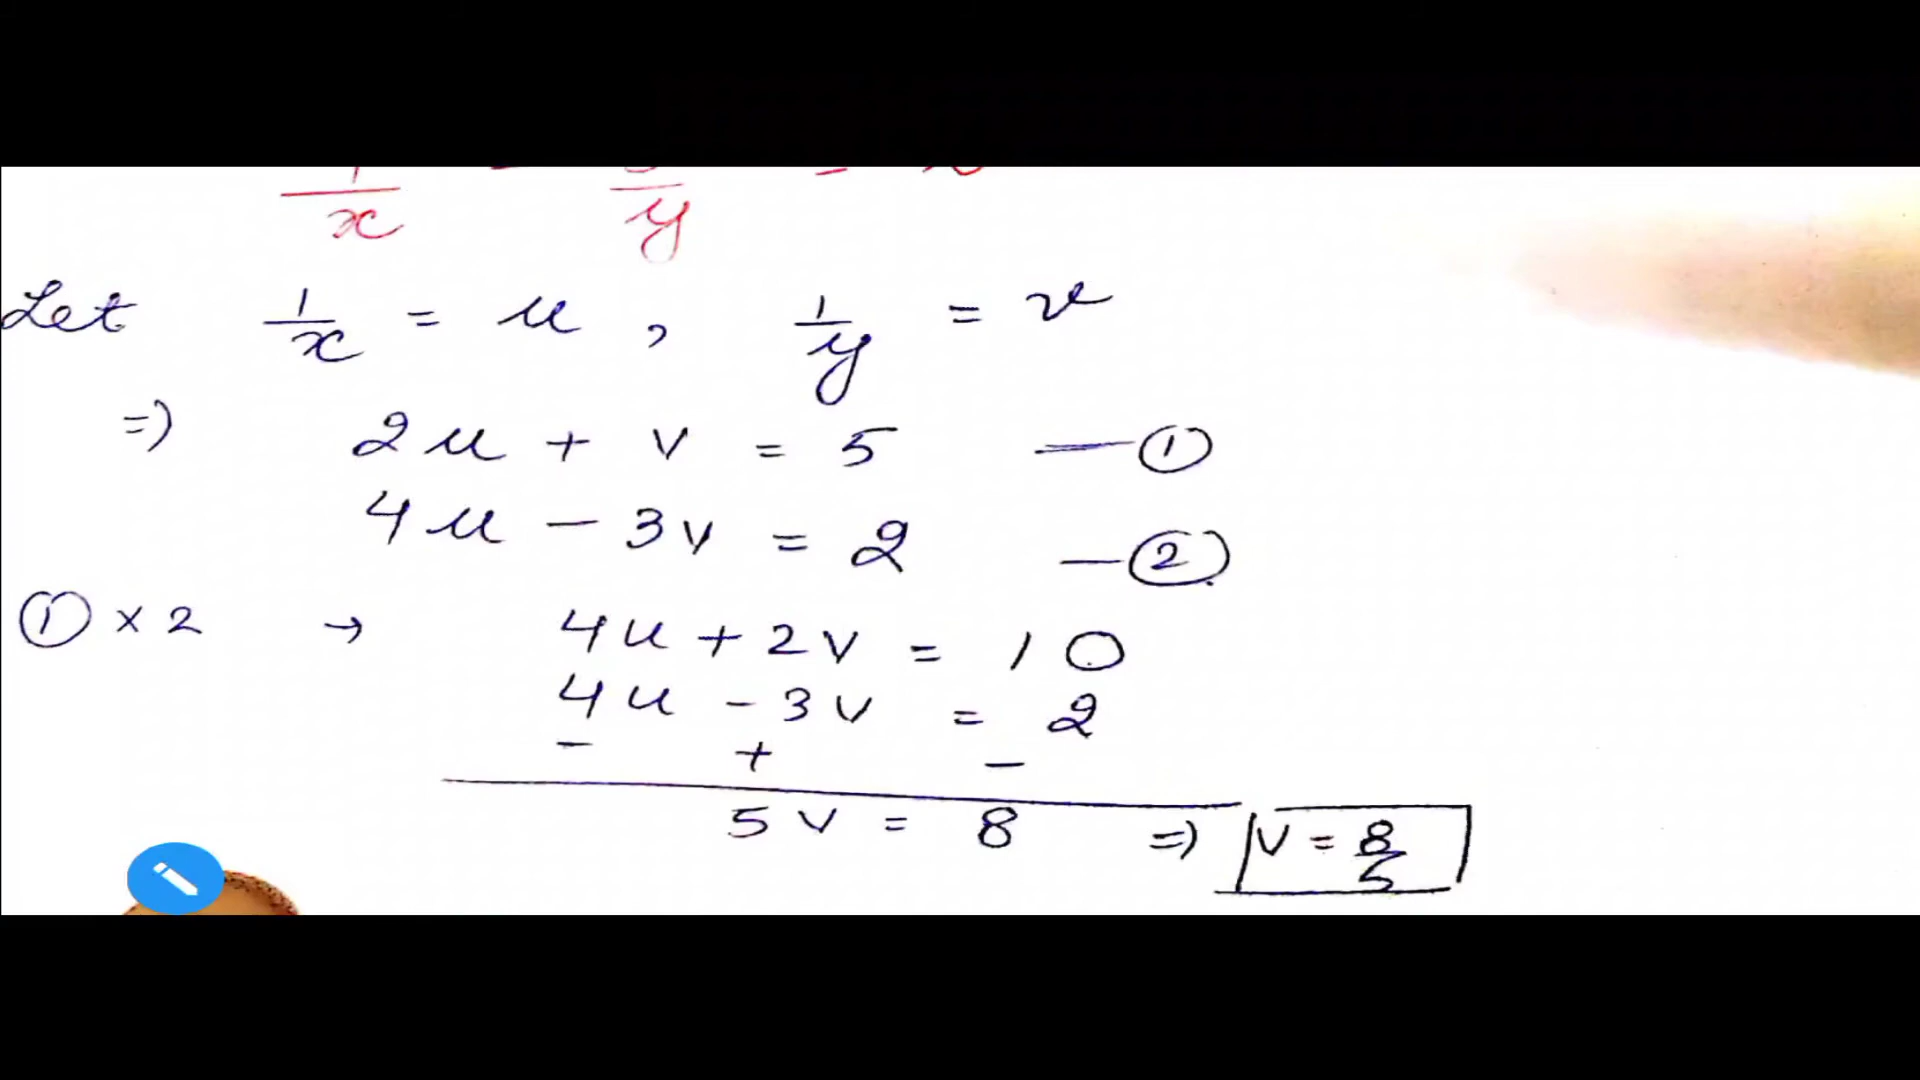 x y
Let 1/x = u , 1/y = v
=) 2u + v = 5 — ①
4u - 3v = 2 — ②
① × 2 → 4u + 2v = 10
4u - 3v = 2
- + -
5v = 8 =) v = 8/5